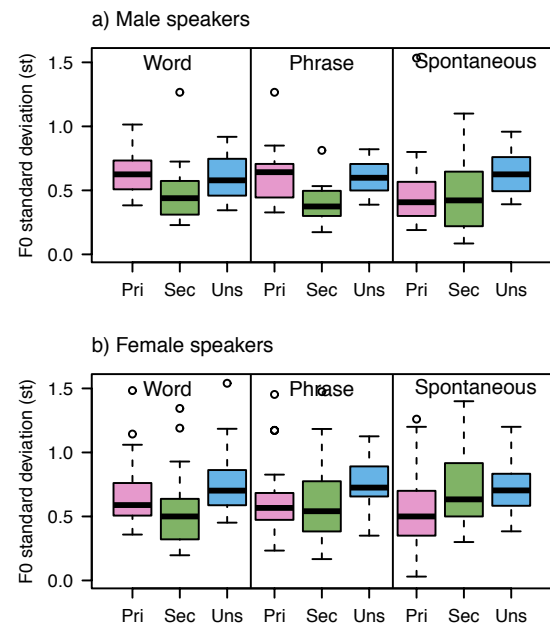 a) Male speakers
F0 standard deviation (st)
Word Phrase Spontaneous
1.5
1.0
0.5
0.0
Pri Sec Uns Pri Sec Uns Pri Sec Uns
b) Female speakers
F0 standard deviation (st)
Word Phrase Spontaneous
1.5
1.0
0.5
0.0
Pri Sec Uns Pri Sec Uns Pri Sec Uns